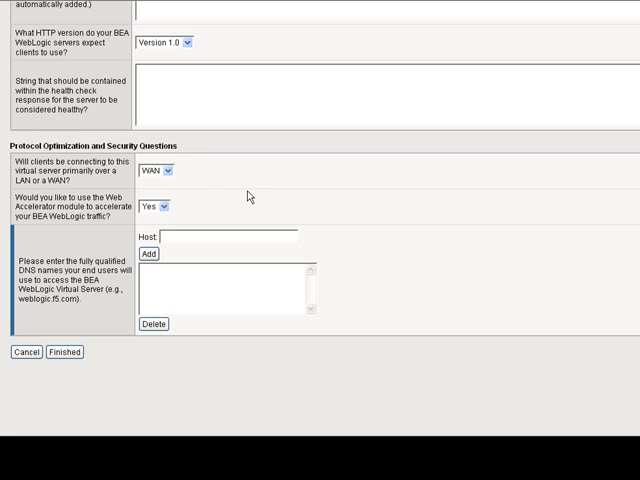 automatically added.)
What HTTP version do your BEA
WebLogic servers expect
clients to use?
Version 1.0
String that should be contained
within the health check
response for the server to be
considered healthy?
Protocol Optimization and Security Questions
Will clients be connecting to this
virtual server primarily over a
LAN or a WAN?
WAN
Would you like to use the Web
Accelerator module to accelerate
your BEA WebLogic traffic?
Yes
Host:
Add
Please enter the fully qualified
DNS names your end users will
use to access the BEA
WebLogic Virtual Server (e.g.,
weblogic.f5.com).
Delete
Cancel Finished